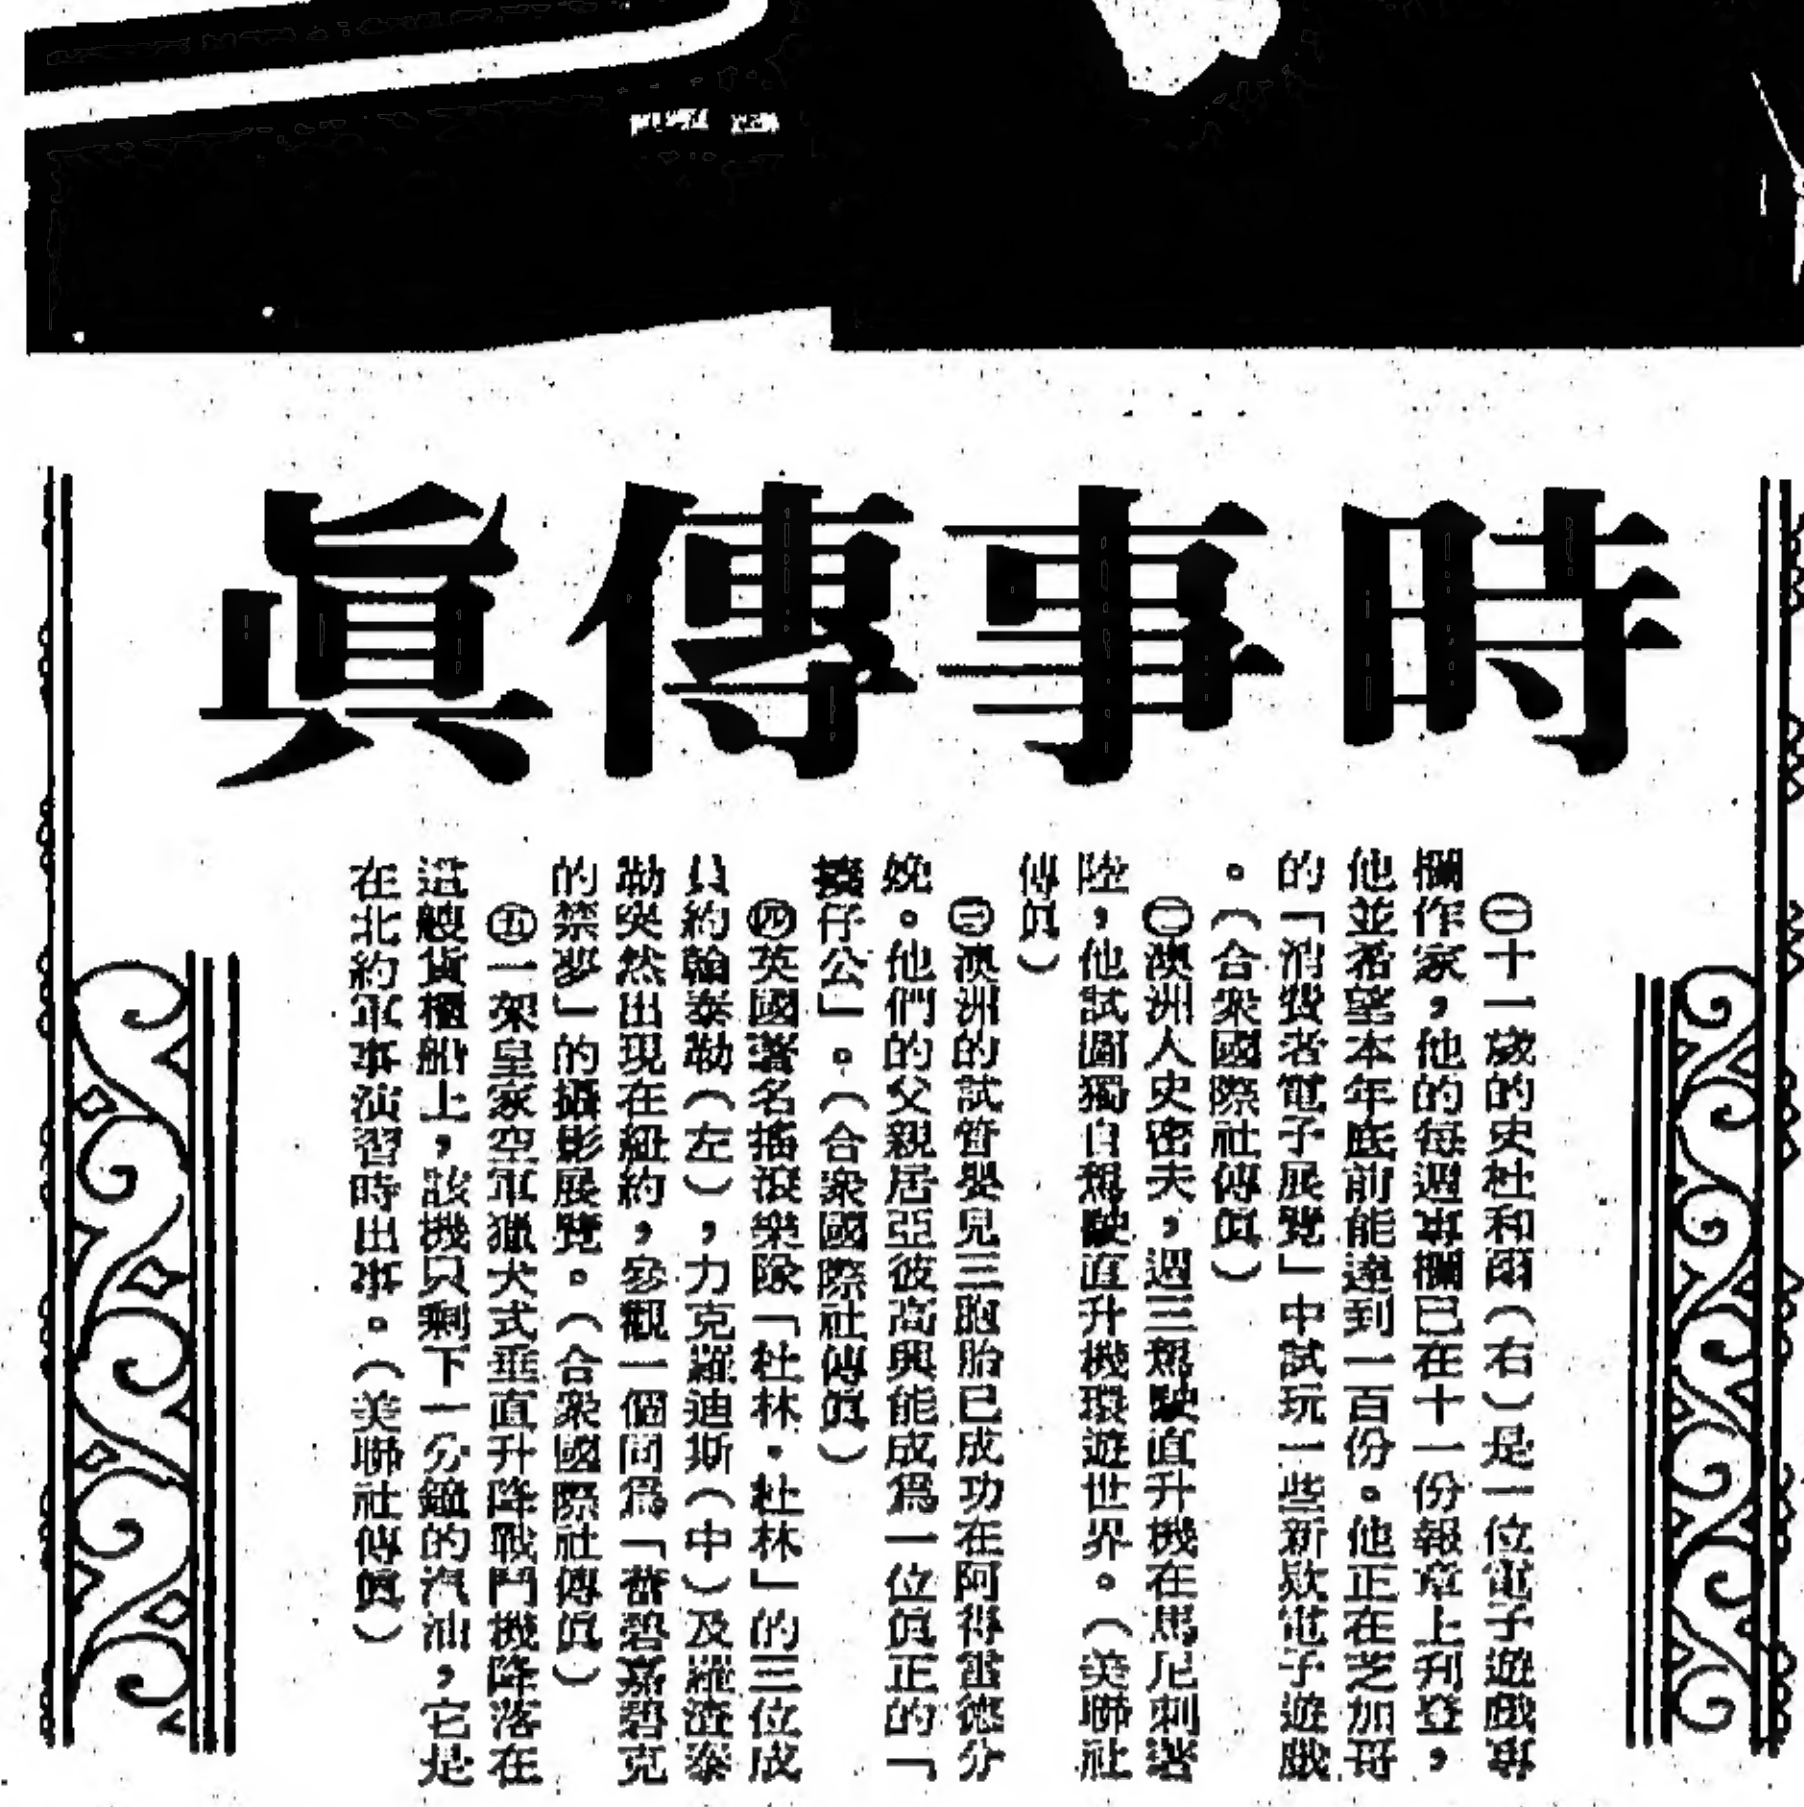 時事傳眞
㊀十一歲的史杜和爾（右）是一位電子遊戲專
欄作家，他的每週專欄已在十一份報章上刋登，
他並希望本年底前能達到一百份。他正在芝加哥
的「消費者電子展覽」中試玩一些新欵電子遊戲
。（合衆國際社傳眞）
㊁澳洲人史密夫，週三駕駛直升機在馬尼剌着
陸，他試圖獨自駕駛直升機環遊世界。（美聯社
傳眞）
㊂澳洲的試管嬰兒三胞胎已成功在阿得雷德分
娩。他們的父親居亞彼高興能成爲一位眞正的「
孖仔公」。（合衆國際社傳眞）
㊃英國著名搖滾樂隊「杜林·杜林」的三位成
員約翰泰勒（左），力克羅迪斯（中）及羅渣泰
勒突然出現在紐約，參觀一個同爲「普碧嘉碧克
的禁夢」的攝影展覽。（合衆國際社傳眞）
㊄一架皇家空軍獵犬式垂直升降戰鬥機降落在
這艘貨櫃船上，該機只剩下一分鐘的汽油，它是
在北約軍事演習時出事。（美聯社傳眞）